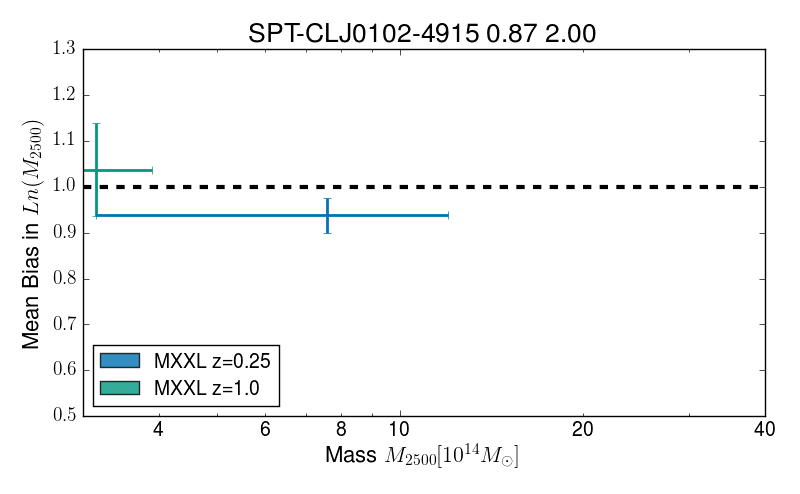 SPT-CLJ0102-4915 0.87 2.00
1.3
1.2
1.1
1.0
0.9
0.8
0.7
0.6
0.5
Mean Bias in Ln(M₂₅₀₀)
MXXL z=0.25
MXXL z=1.0
4 6 8 10 20 40
Mass M₂₅₀₀[10¹⁴M☉]